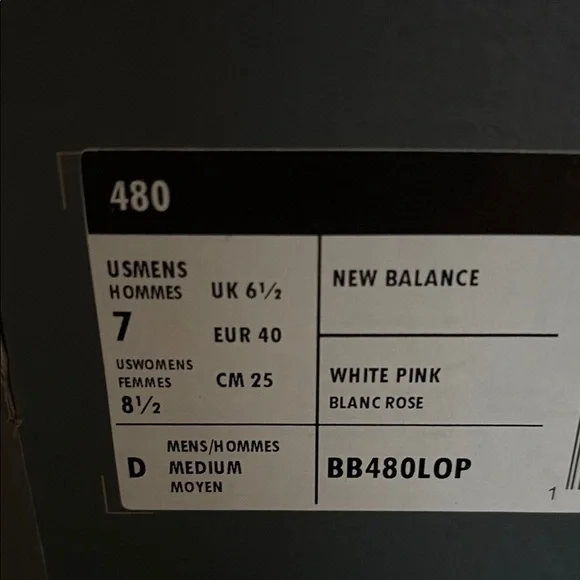 480
USMENS
HOMMES
7
UK 6½
EUR 40
USWOMENS
FEMMES
8½
CM 25
NEW BALANCE
WHITE PINK
BLANC ROSE
D
MENS/HOMMES
MEDIUM
MOYEN
BB480LOP
1